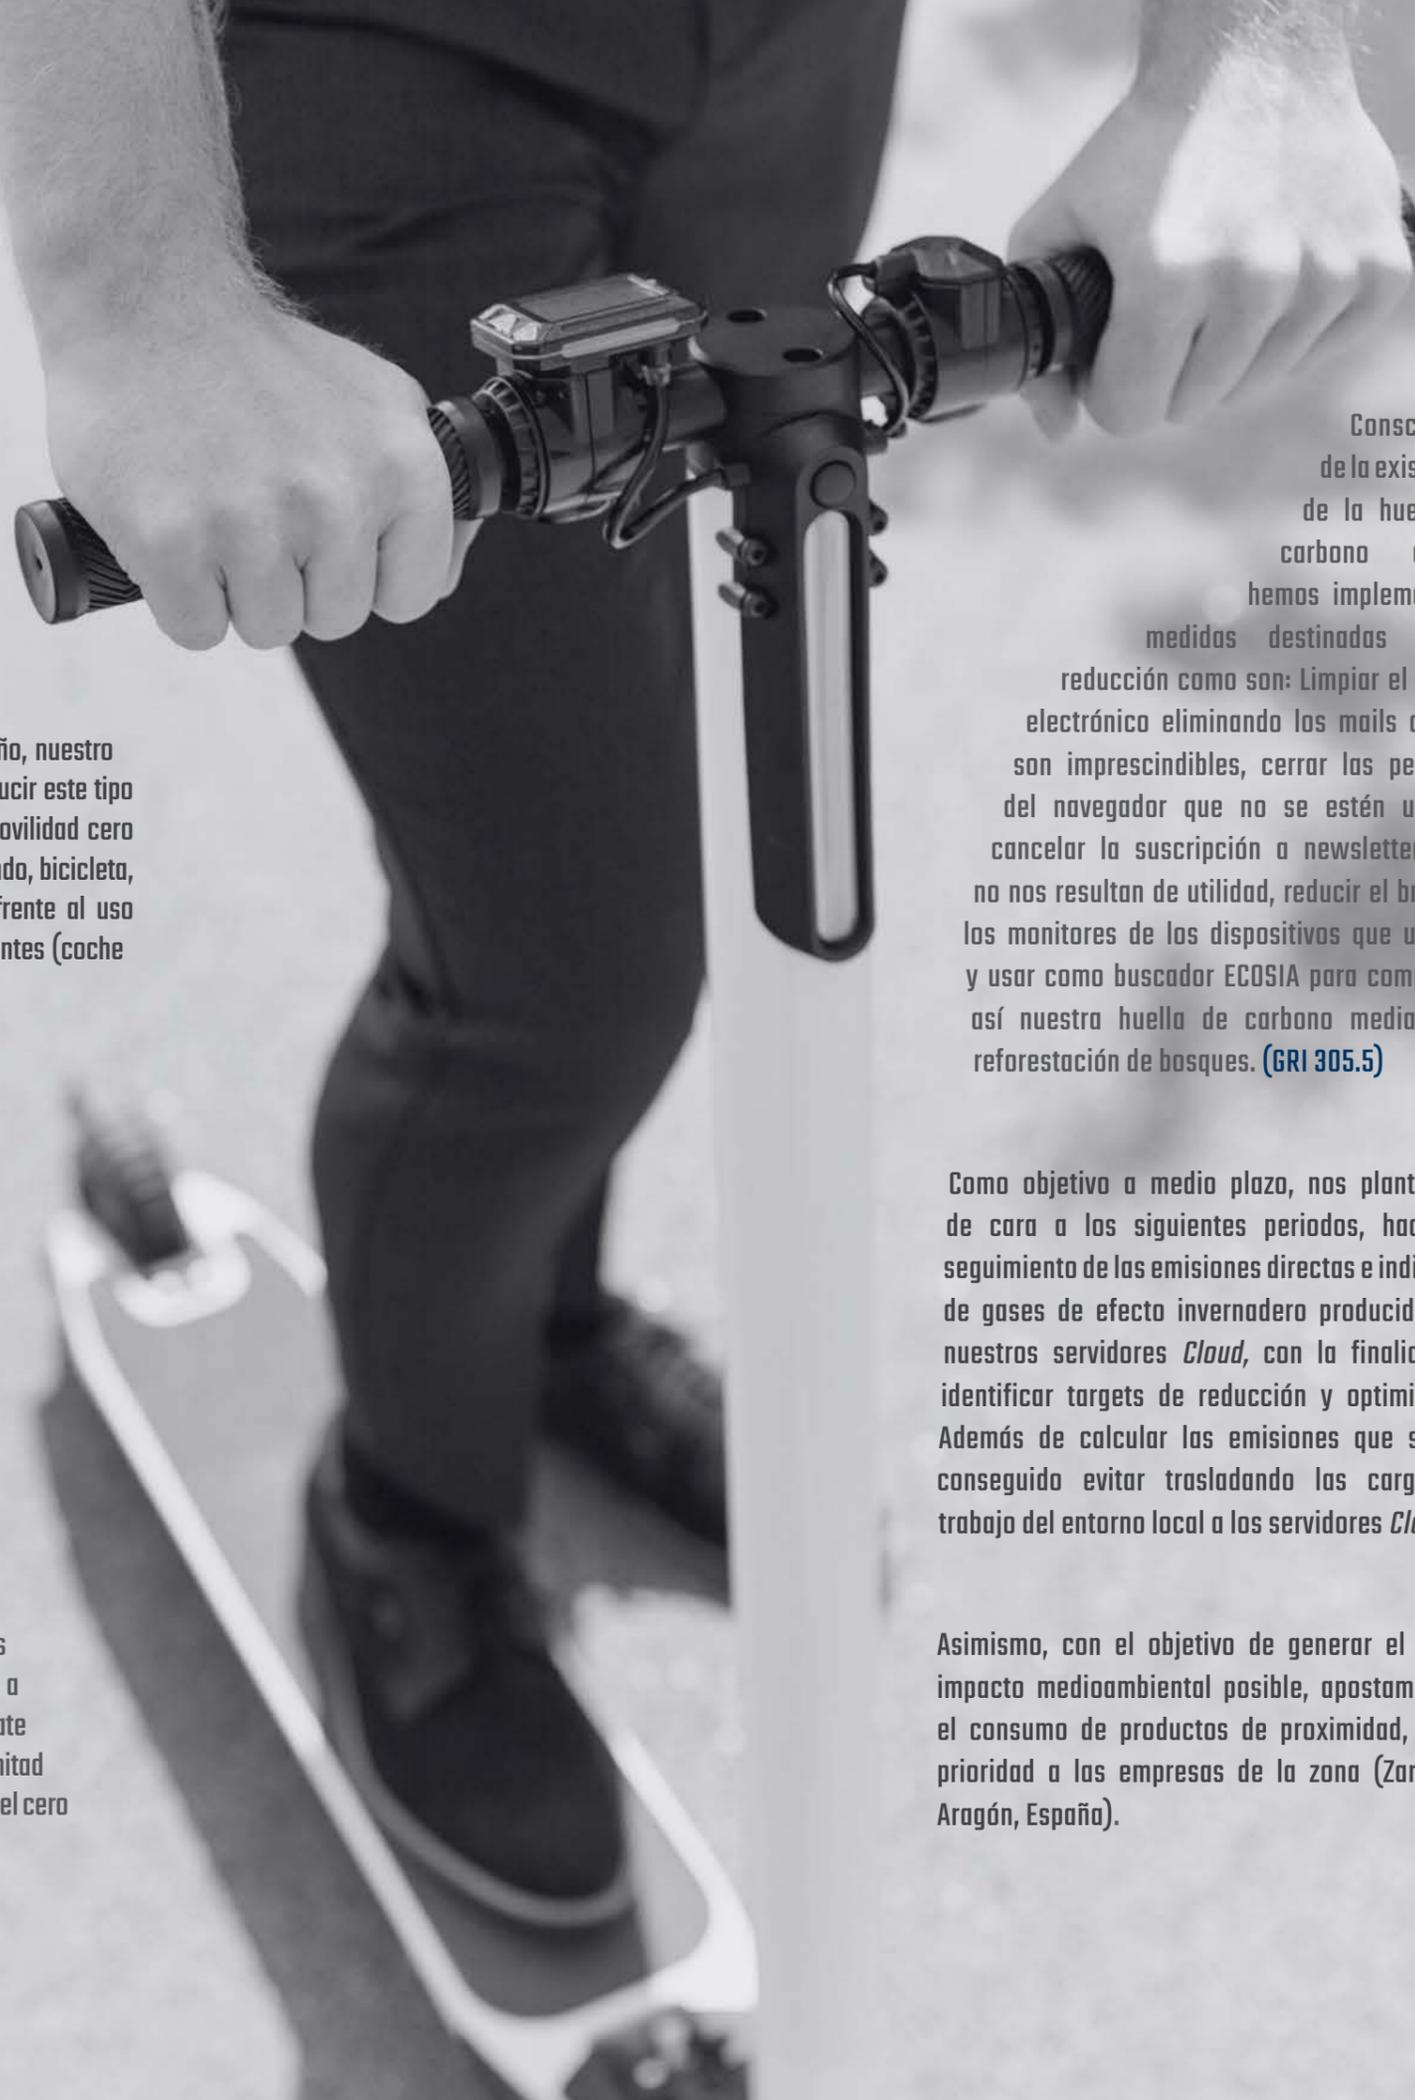 ño, nuestro
ucir este tipo
ovilidad cero
do, bicicleta,
frente al uso
ntes (coche
s
a
ate
mitad
el cero
Consc
de la exis
de la hue
carbono
hemos implem
medidas destinadas
reducción como son: Limpiar el
electrónico eliminando los mails
son imprescindibles, cerrar las pe
del navegador que no se estén u
cancelar la suscripción a newsletter
no nos resultan de utilidad, reducir el br
los monitores de los dispositivos que u
y usar como buscador ECOSIA para com
así nuestra huella de carbono media
reforestación de bosques. (GRI 305.5)
Como objetivo a medio plazo, nos plant
de cara a los siguientes periodos, hac
seguimiento de las emisiones directas e indi
de gases de efecto invernadero producid
nuestros servidores Cloud, con la finalid
identificar targets de reducción y optimi
Además de calcular las emisiones que s
conseguido evitar trasladando las carg
trabajo del entorno local a los servidores Clo
Asimismo, con el objetivo de generar el
impacto medioambiental posible, apostam
el consumo de productos de proximidad,
prioridad a las empresas de la zona (Zar
Aragón, España).